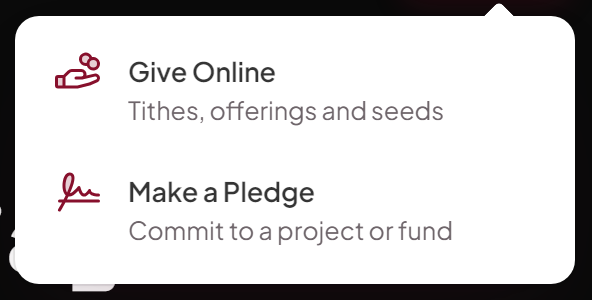 Give Online
Tithes, offerings and seeds
Make a Pledge
Commit to a project or fund